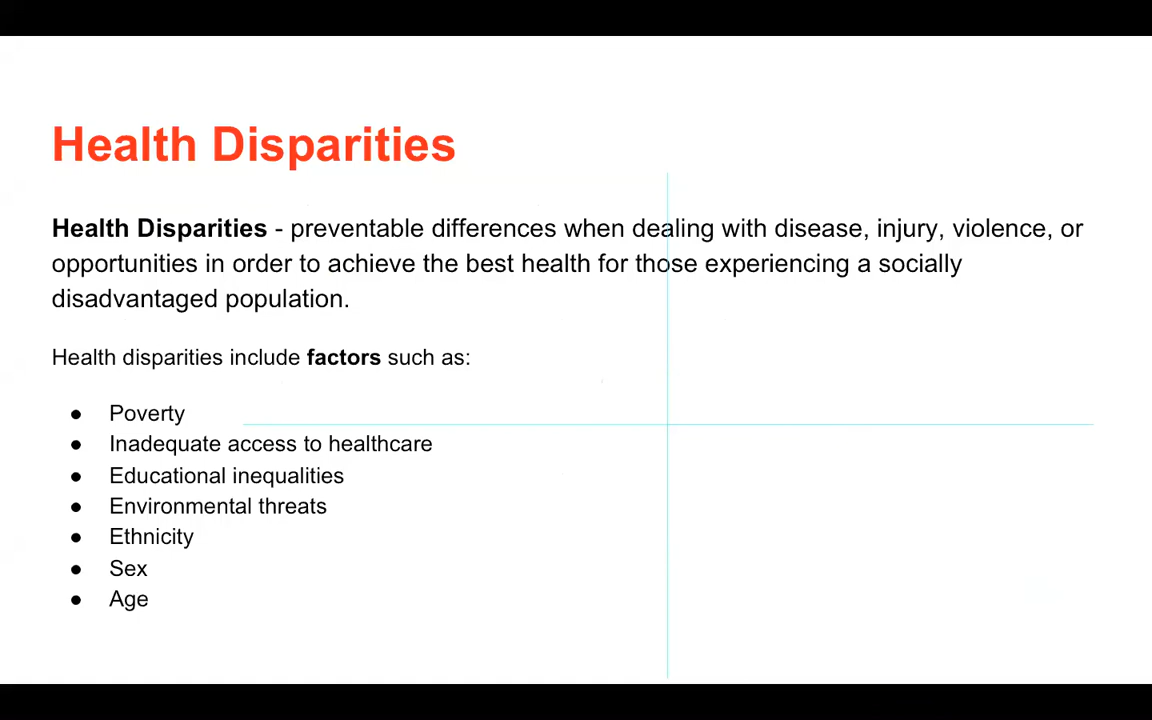 Health Disparities
Health Disparities - preventable differences when dealing with disease, injury, violence, or
opportunities in order to achieve the best health for those experiencing a socially
disadvantaged population.
Health disparities include factors such as:
● Poverty
● Inadequate access to healthcare
● Educational inequalities
● Environmental threats
● Ethnicity
● Sex
● Age